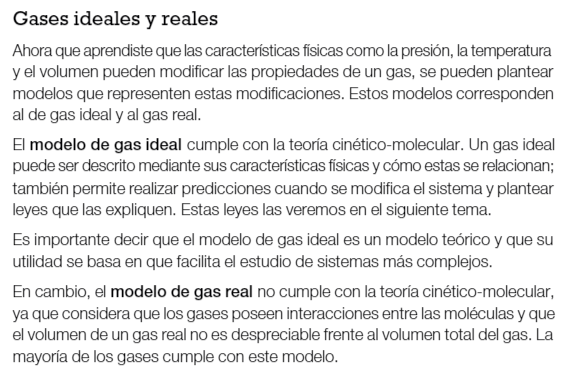 Gases ideales y reales
Ahora que aprendiste que las características físicas como la presión, la temperatura
y el volumen pueden modificar las propiedades de un gas, se pueden plantear
modelos que representen estas modificaciones. Estos modelos corresponden
al de gas ideal y al gas real.
El modelo de gas ideal cumple con la teoría cinético-molecular. Un gas ideal
puede ser descrito mediante sus características físicas y cómo estas se relacionan;
también permite realizar predicciones cuando se modifica el sistema y plantear
leyes que las expliquen. Estas leyes las veremos en el siguiente tema.
Es importante decir que el modelo de gas ideal es un modelo teórico y que su
utilidad se basa en que facilita el estudio de sistemas más complejos.
En cambio, el modelo de gas real no cumple con la teoría cinético-molecular,
ya que considera que los gases poseen interacciones entre las moléculas y que
el volumen de un gas real no es despreciable frente al volumen total del gas. La
mayoría de los gases cumple con este modelo.